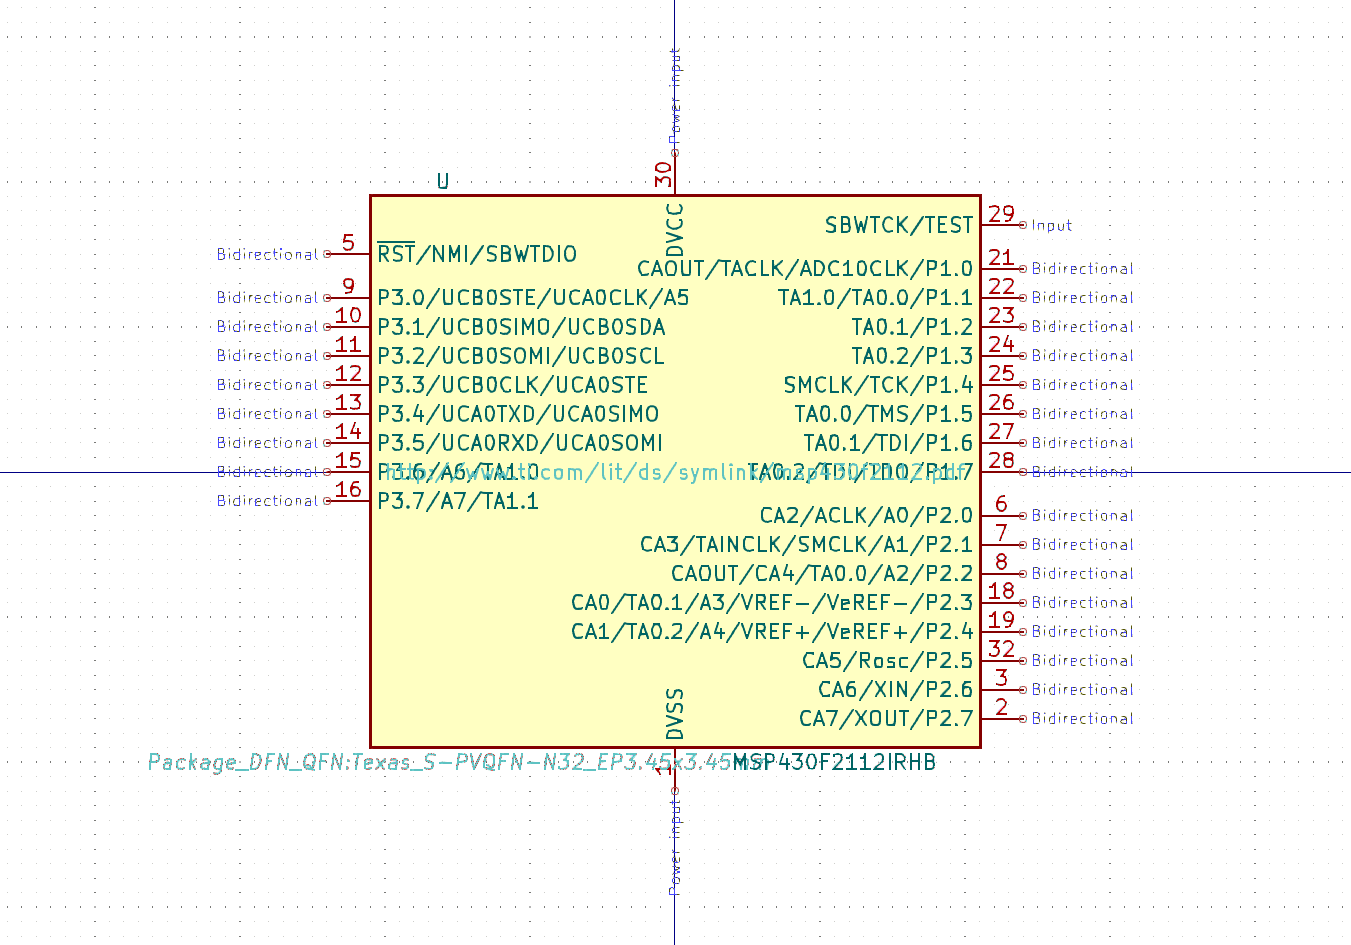 Power input
30
U
DVCC
SBWTCK/TEST 29 Input
Bidirectional 5 RST/NMI/SBWTDIO
CAOUT/TACLK/ADC10CLK/P1.0 21 Bidirectional
Bidirectional 9 P3.0/UCB0STE/UCA0CLK/A5 TA1.0/TA0.0/P1.1 22 Bidirectional
Bidirectional 10 P3.1/UCB0SIMO/UCB0SDA TA0.1/P1.2 23 Bidirectional
Bidirectional 11 P3.2/UCB0SOMI/UCB0SCL TA0.2/P1.3 24 Bidirectional
Bidirectional 12 P3.3/UCB0CLK/UCA0STE SMCLK/TCK/P1.4 25 Bidirectional
Bidirectional 13 P3.4/UCA0TXD/UCA0SIMO TA0.0/TMS/P1.5 26 Bidirectional
Bidirectional 14 P3.5/UCA0RXD/UCA0SOMI TA0.1/TDI/P1.6 27 Bidirectional
Bidirectional 15 P3.6/A6/TA1.0 http://www.ti.com/lit/ds/symlink/msp430f2112.pdf TA0.2/TDI/TDO/P1.7 28 Bidirectional
Bidirectional 16 P3.7/A7/TA1.1
CA2/ACLK/A0/P2.0 6 Bidirectional
CA3/TAINCLK/SMCLK/A1/P2.1 7 Bidirectional
CAOUT/CA4/TA0.0/A2/P2.2 8 Bidirectional
CA0/TA0.1/A3/VREF-/VeREF-/P2.3 18 Bidirectional
CA1/TA0.2/A4/VREF+/VeREF+/P2.4 19 Bidirectional
CA5/Rosc/P2.5 32 Bidirectional
CA6/XIN/P2.6 3 Bidirectional
CA7/XOUT/P2.7 2 Bidirectional
DVSS
Package_DFN_QFN:Texas_S-PVQFN-N32_EP3.45x3.45mm MSP430F2112IRHB
1
Power input